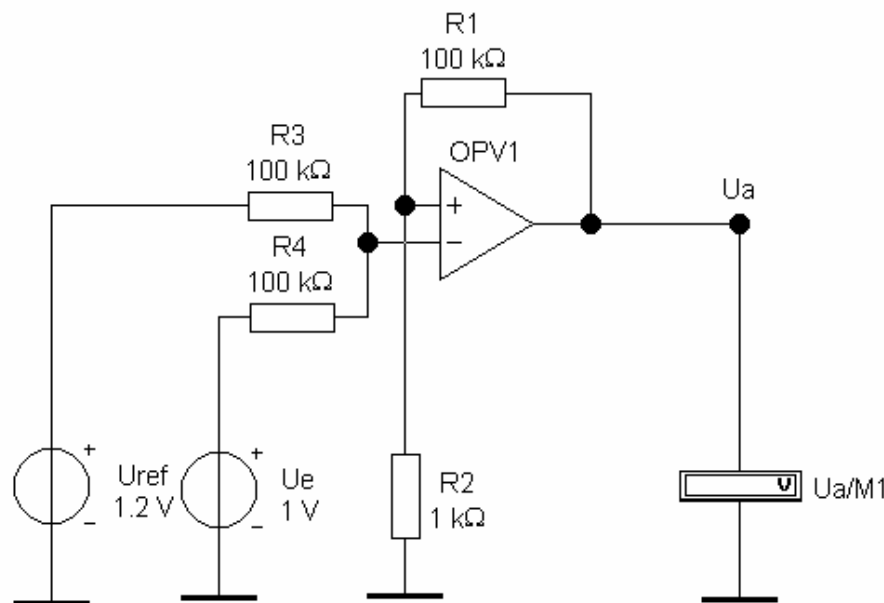 R1
100 kΩ
R3
100 kΩ
OPV1
Ua
+
−
R4
100 kΩ
+
Uref
1.2 V
−
+
Ue
1 V
−
R2
1 kΩ
V
Ua/M1